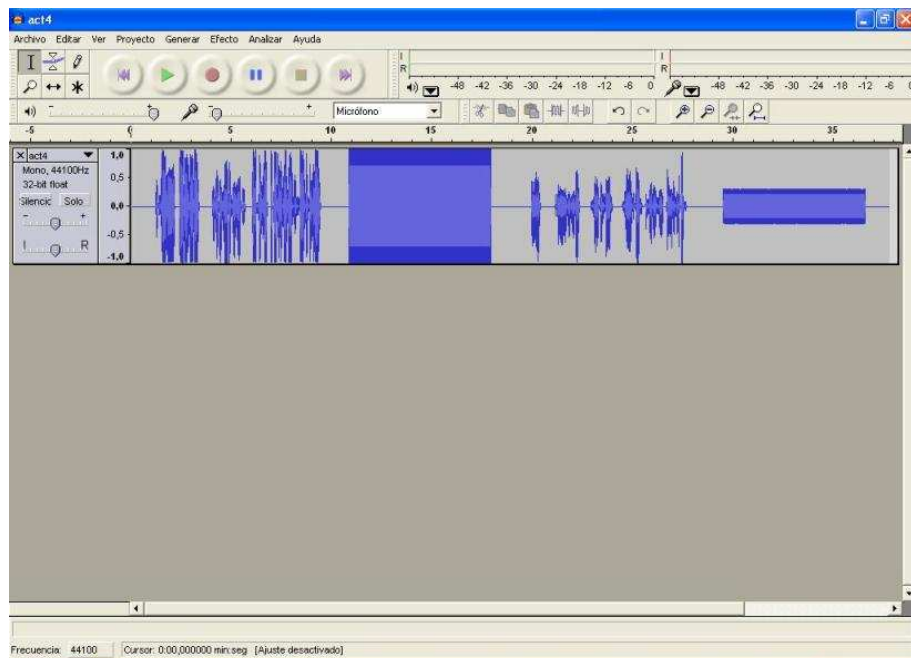 act4
Archivo Editar Ver Proyecto Generar Efecto Analizar Ayuda
I
R
-48 -42 -36 -30 -24 -18 -12 -6 0
I
R
-48 -42 -36 -30 -24 -18 -12 -6 0
- + - + Micrófono
-5 0 5 10 15 20 25 30 35
X act4
Mono, 44100Hz
32-bit float
Silencic Solo
- +
I R
1,0
0,5
0,0
-0,5
-1,0
Frecuencia: 44100 Cursor: 0:00,000000 min:seg [Ajuste desactivado]